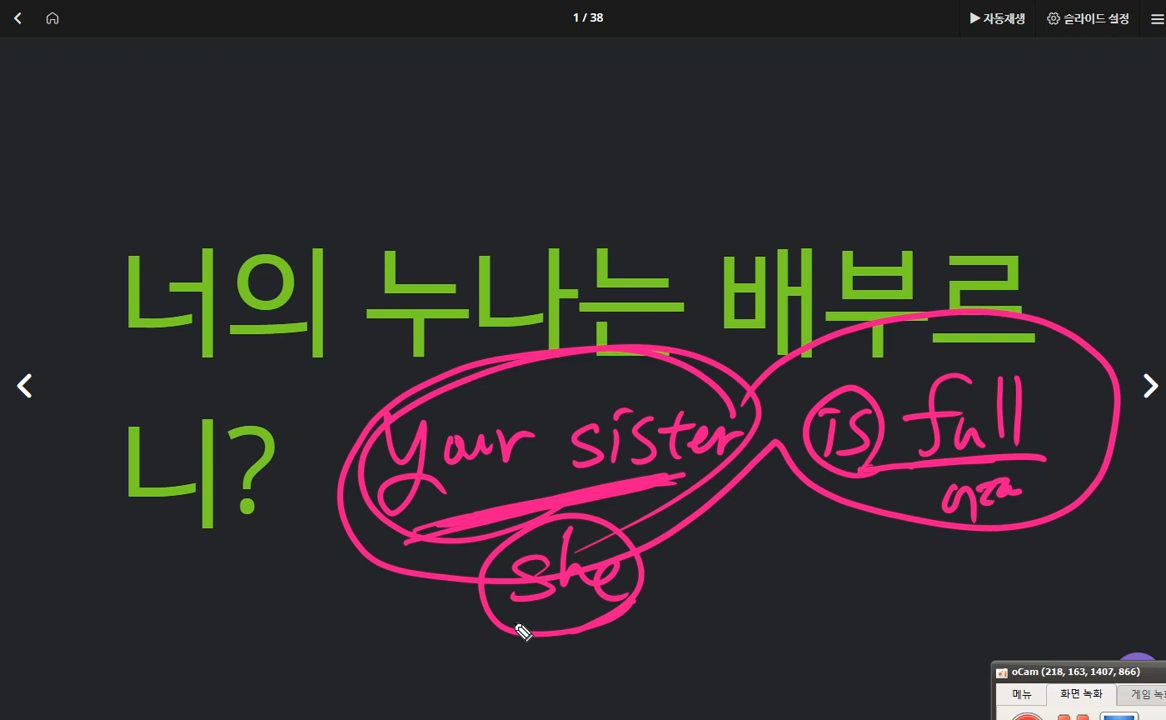 1 / 38
▶ 자동재생
슬라이드 설정
너의 누나는 배부르
니?
your sister is full
she
oCam (218, 163, 1407, 866)
메뉴 화면 녹화 게임 녹화